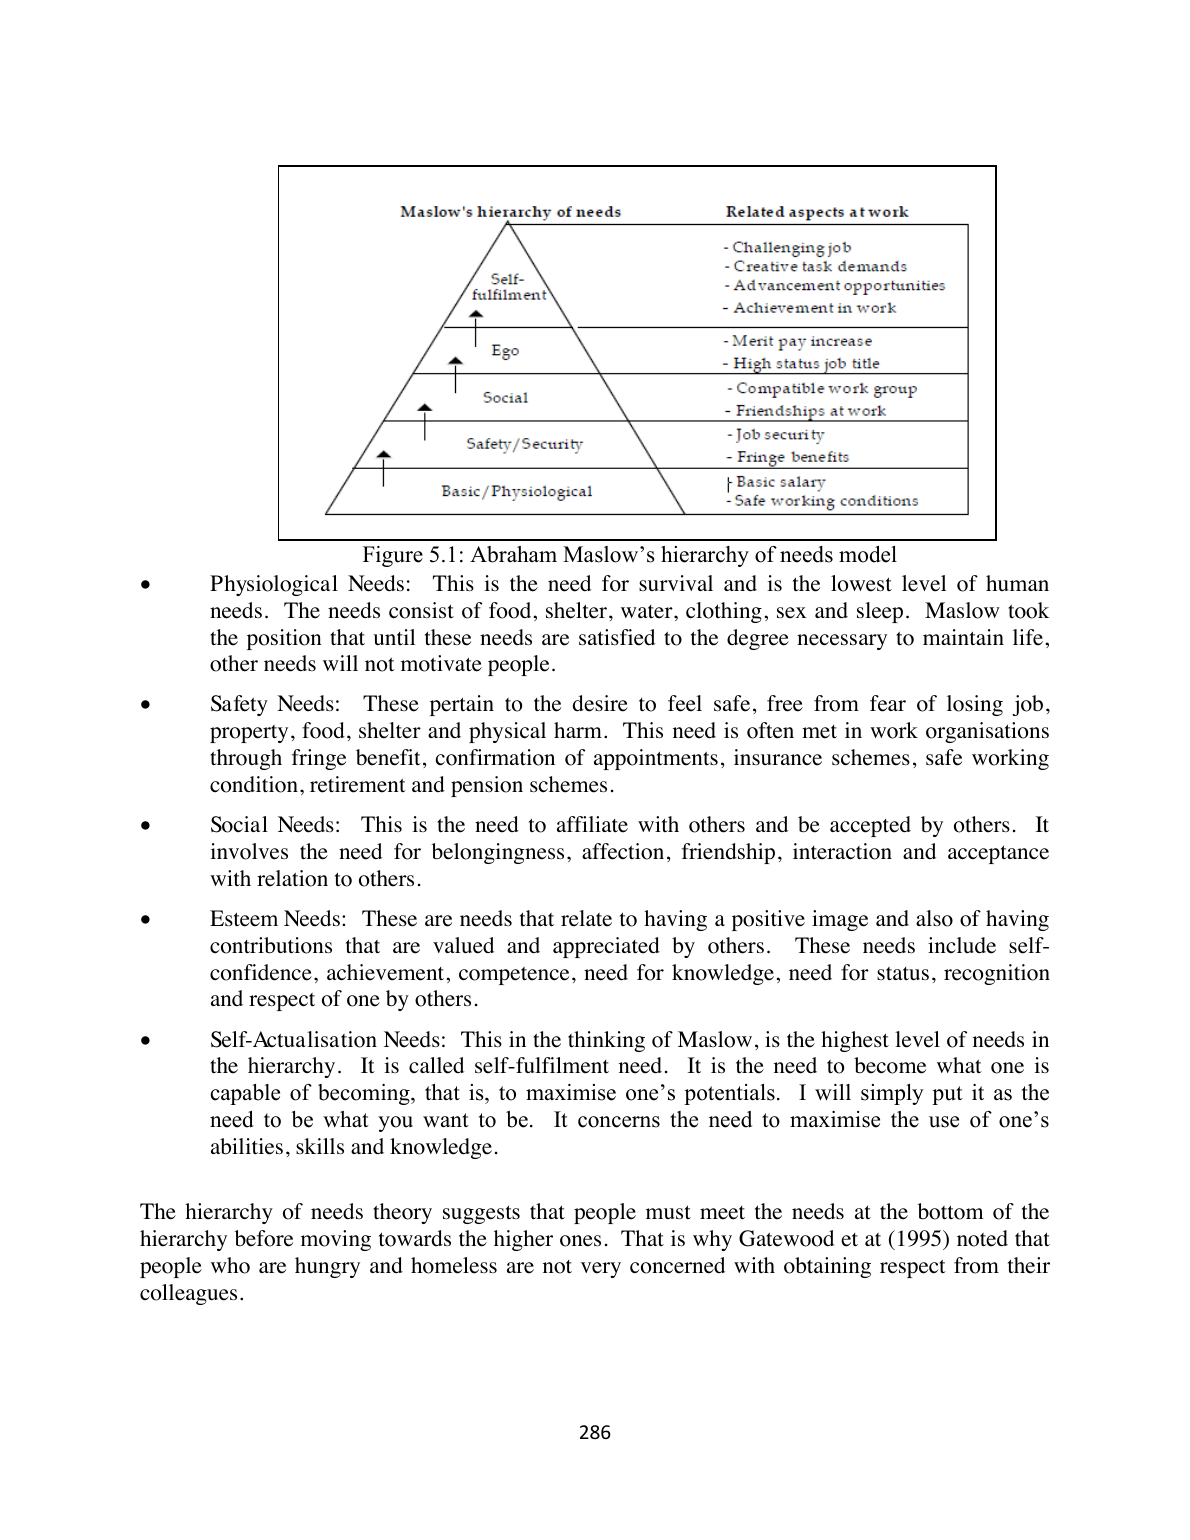 Maslow's hierarchy of needs
Related aspects at work
Self-
fulfilment
- Challenging job
- Creative task demands
- Advancement opportunities
- Achievement in work
Ego
- Merit pay increase
- High status job title
Social
- Compatible work group
- Friendships at work
Safety/Security
- Job security
- Fringe benefits
Basic/Physiological
- Basic salary
- Safe working conditions
Figure 5.1: Abraham Maslow’s hierarchy of needs model
• Physiological Needs: This is the need for survival and is the lowest level of human
needs. The needs consist of food, shelter, water, clothing, sex and sleep. Maslow took
the position that until these needs are satisfied to the degree necessary to maintain life,
other needs will not motivate people.
• Safety Needs: These pertain to the desire to feel safe, free from fear of losing job,
property, food, shelter and physical harm. This need is often met in work organisations
through fringe benefit, confirmation of appointments, insurance schemes, safe working
condition, retirement and pension schemes.
• Social Needs: This is the need to affiliate with others and be accepted by others. It
involves the need for belongingness, affection, friendship, interaction and acceptance
with relation to others.
• Esteem Needs: These are needs that relate to having a positive image and also of having
contributions that are valued and appreciated by others. These needs include self-
confidence, achievement, competence, need for knowledge, need for status, recognition
and respect of one by others.
• Self-Actualisation Needs: This in the thinking of Maslow, is the highest level of needs in
the hierarchy. It is called self-fulfilment need. It is the need to become what one is
capable of becoming, that is, to maximise one’s potentials. I will simply put it as the
need to be what you want to be. It concerns the need to maximise the use of one’s
abilities, skills and knowledge.
The hierarchy of needs theory suggests that people must meet the needs at the bottom of the
hierarchy before moving towards the higher ones. That is why Gatewood et at (1995) noted that
people who are hungry and homeless are not very concerned with obtaining respect from their
colleagues.
286